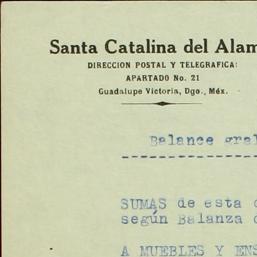 Santa Catalina del Alam
DIRECCION POSTAL Y TELEGRAFICA:
APARTADO No. 21
Guadalupe Victoria, Dgo., Méx.
Balance gral
SUMAS de esta
según Balanza
A MUEBLES Y ENS